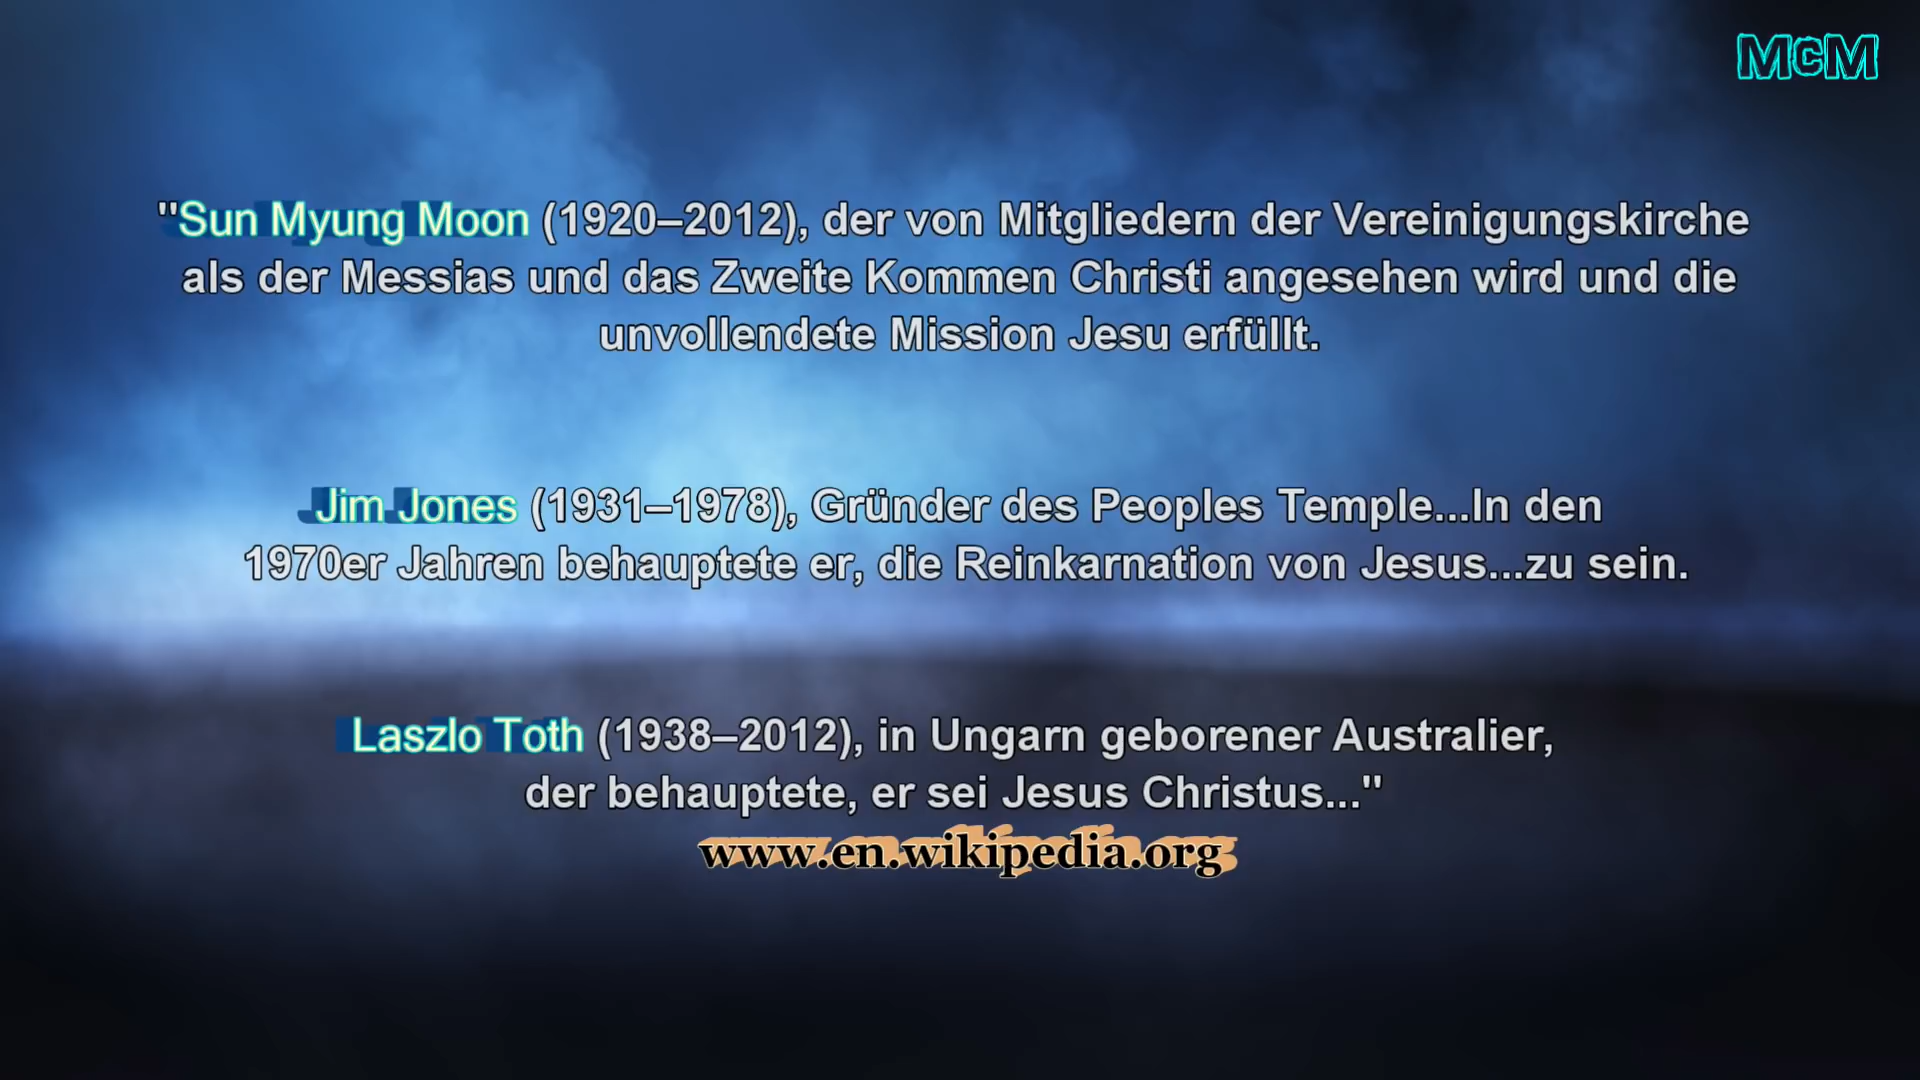 McM
"Sun Myung Moon (1920–2012), der von Mitgliedern der Vereinigungskirche
als der Messias und das Zweite Kommen Christi angesehen wird und die
unvollendete Mission Jesu erfüllt.
Jim Jones (1931–1978), Gründer des Peoples Temple...In den
1970er Jahren behauptete er, die Reinkarnation von Jesus...zu sein.
Laszlo Toth (1938–2012), in Ungarn geborener Australier,
der behauptete, er sei Jesus Christus..."
www.en.wikipedia.org